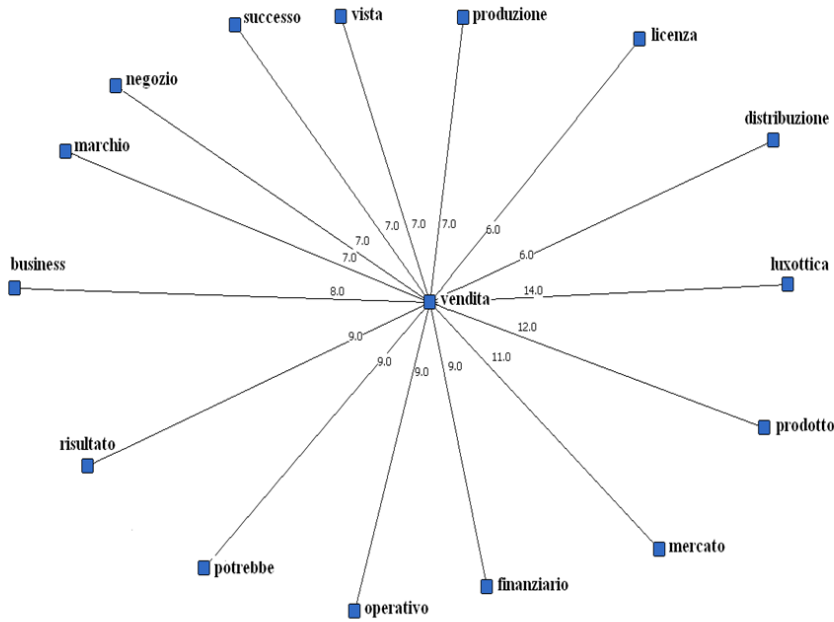 successo
vista
produzione
licenza
negozio
distribuzione
marchio
7.0
7.0
7.0
6.0
7.0
7.0
6.0
business
luxottica
8.0
vendita
14.0
12.0
9.0
11.0
9.0
9.0
9.0
risultato
prodotto
potrebbe
mercato
operativo
finanziario